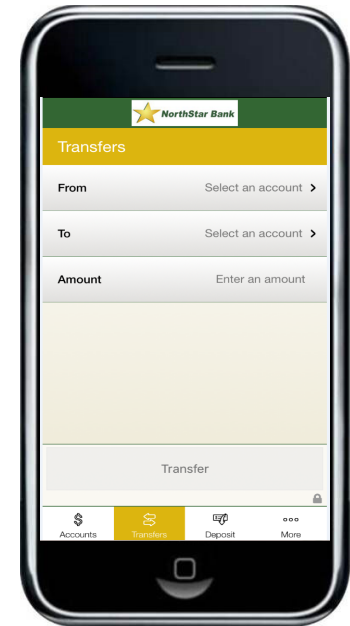 NorthStar Bank
Transfers
From Select an account
To Select an account
Amount Enter an amount
Transfer
Accounts Transfers Deposit More